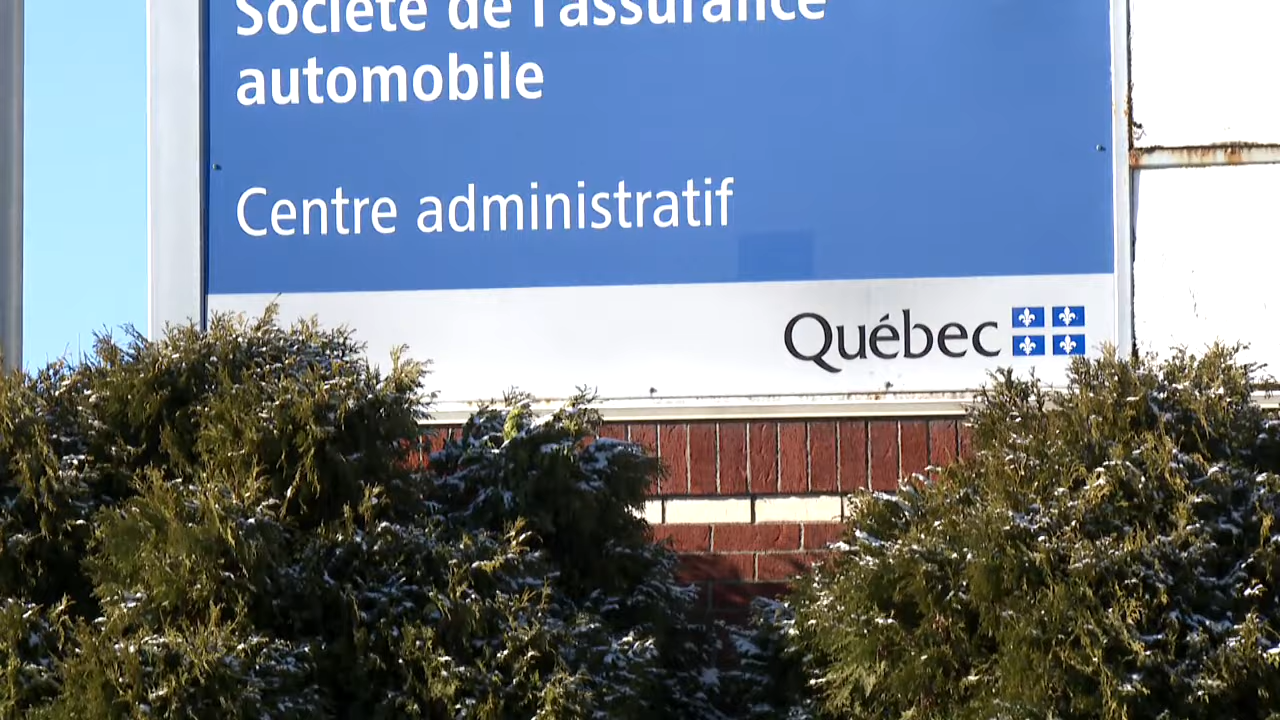 Société de l'assurance
automobile
Centre administratif
Québec